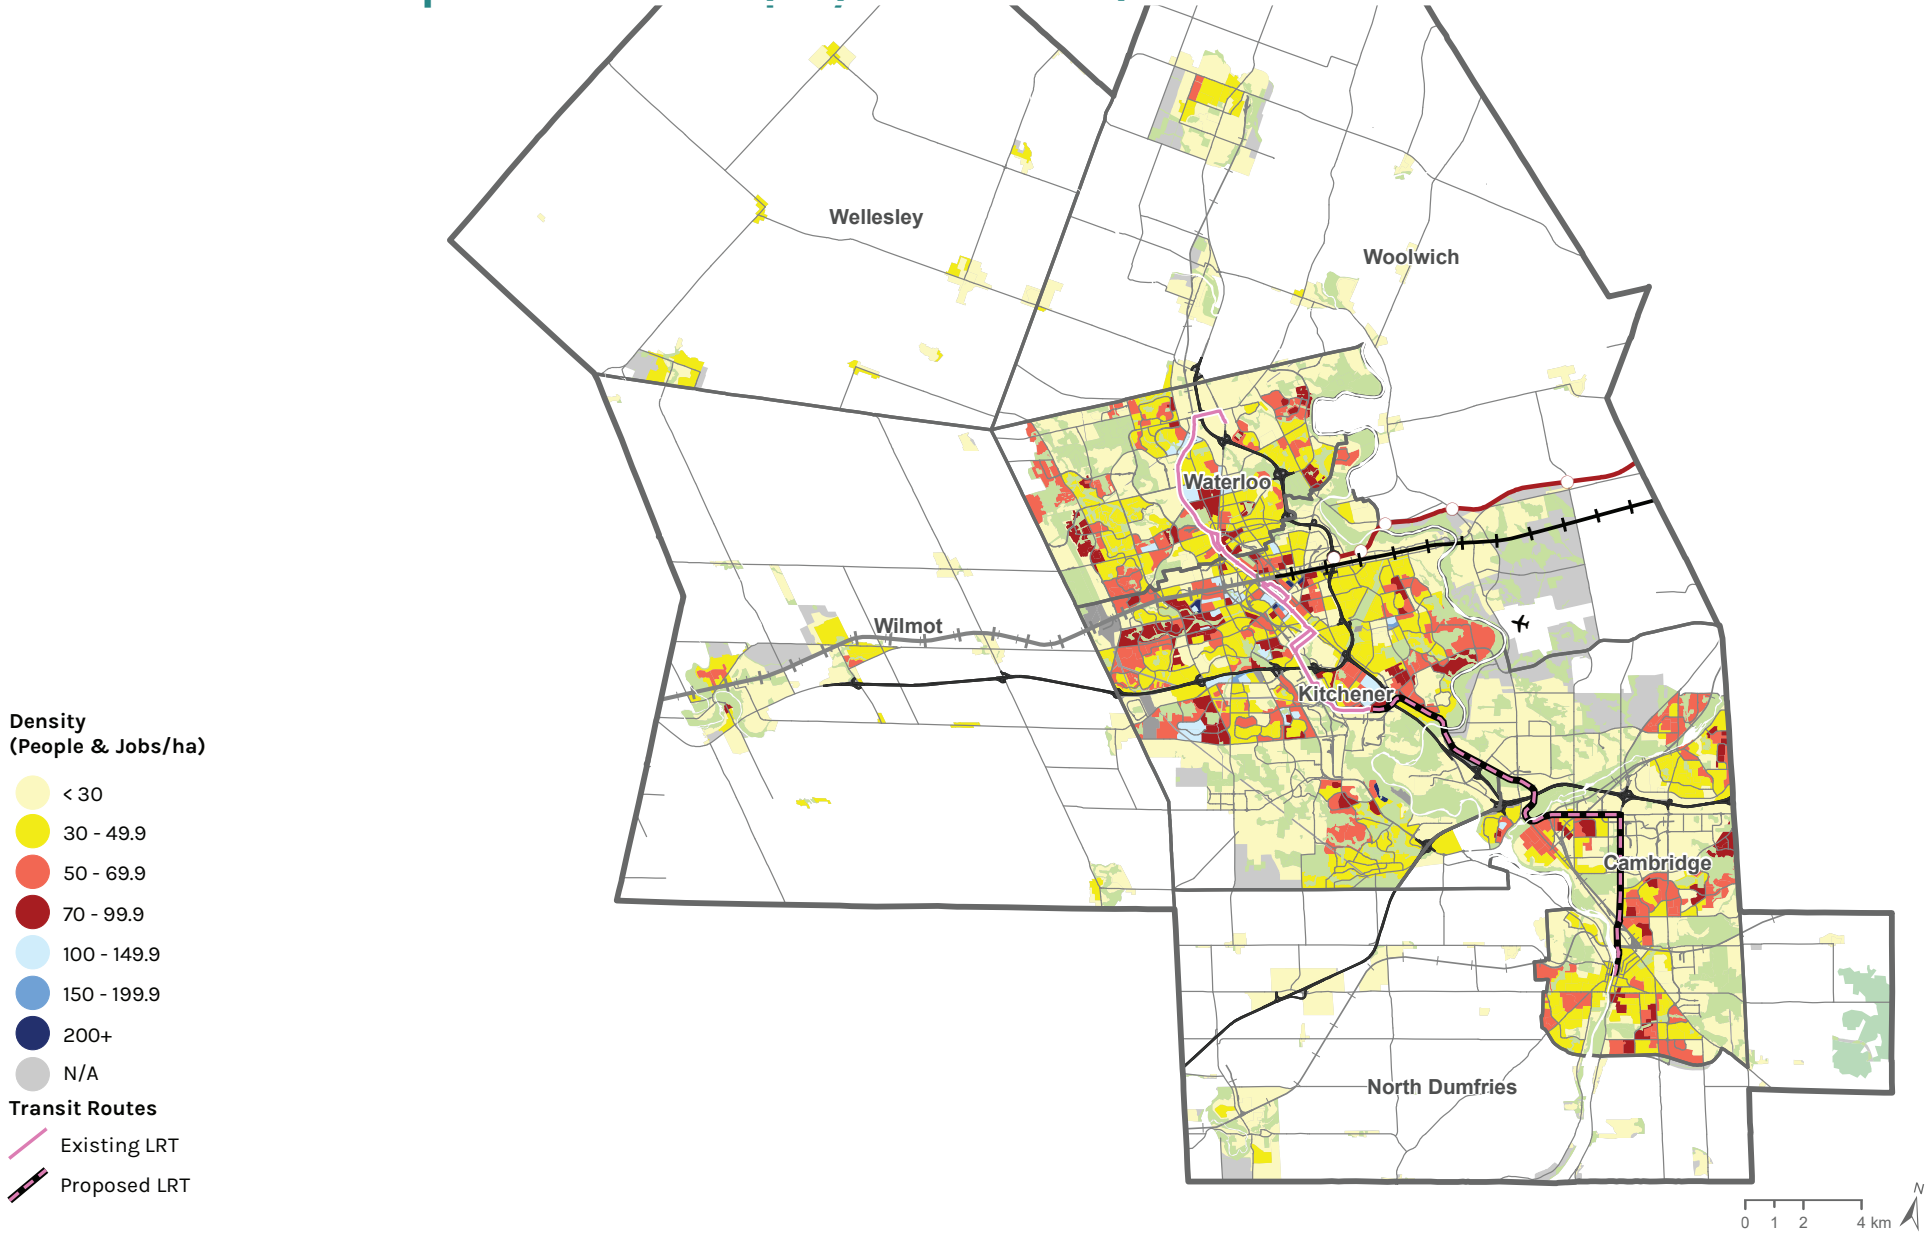 Wellesley
Woolwich
Waterloo
Wilmot
Kitchener
Cambridge
North Dumfries
Density
(People & Jobs/ha)
< 30
30 - 49.9
50 - 69.9
70 - 99.9
100 - 149.9
150 - 199.9
200+
N/A
Transit Routes
Existing LRT
Proposed LRT
N
0 1 2 4 km